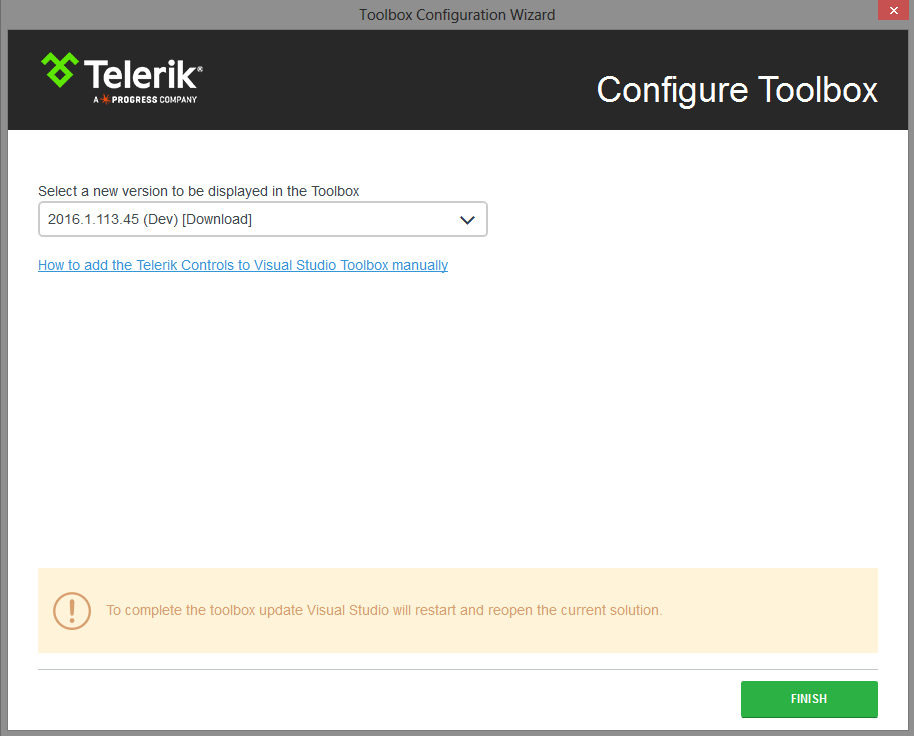 Toolbox Configuration Wizard
Telerik®
A PROGRESS COMPANY
Configure Toolbox
Select a new version to be displayed in the Toolbox
2016.1.113.45 (Dev) [Download]
How to add the Telerik Controls to Visual Studio Toolbox manually
To complete the toolbox update Visual Studio will restart and reopen the current solution.
FINISH